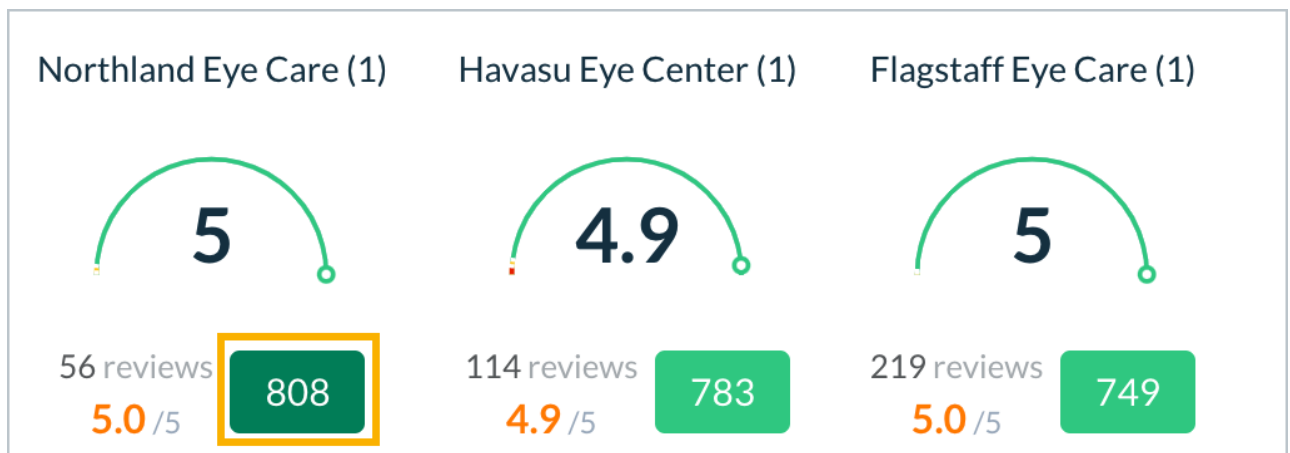 Northland Eye Care (1)
5
56 reviews
5.0 /5
808
Havasu Eye Center (1)
4.9
114 reviews
4.9 /5
783
Flagstaff Eye Care (1)
5
219 reviews
5.0 /5
749